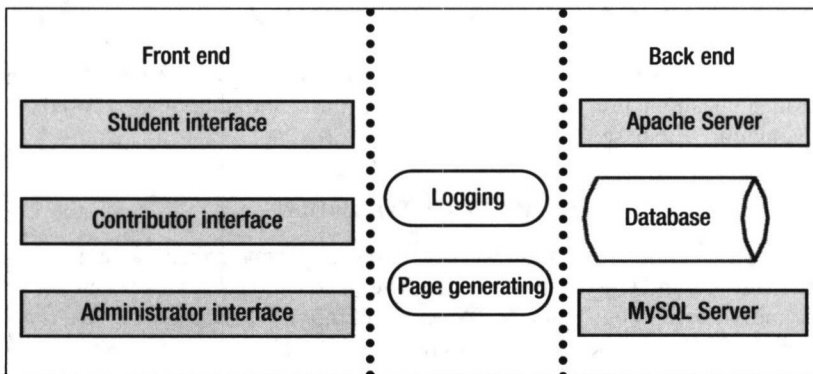 Front end
Student interface
Contributor interface
Administrator interface
Logging
Page generating
Back end
Apache Server
Database
MySQL Server